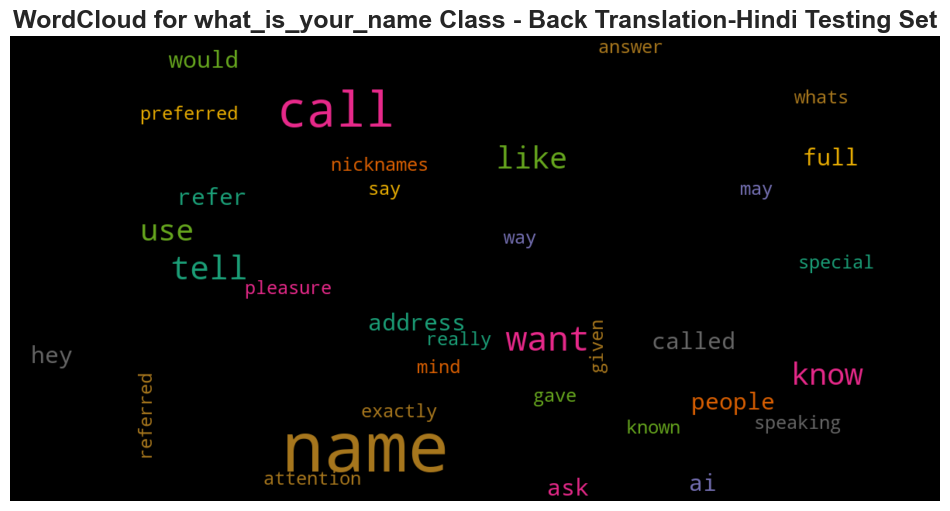 WordCloud for what_is_your_name Class - Back Translation-Hindi Testing Set
answer
would
call
whats
preferred
like
full
nicknames
say
may
refer
use
way
tell
special
pleasure
address
really
want
given
called
hey
mind
know
referred
gave
people
exactly
known
speaking
name
attention
ask
ai